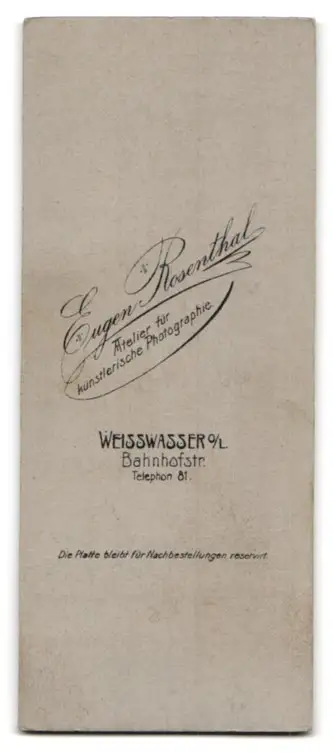 Eugen Rosenthal
Atelier für
künstlerische Photographie.
WEISSWASSER O/L.
Bahnhofstr.
Telephon 81.
Die Platte bleibt für Nachbestellungen reservirt.